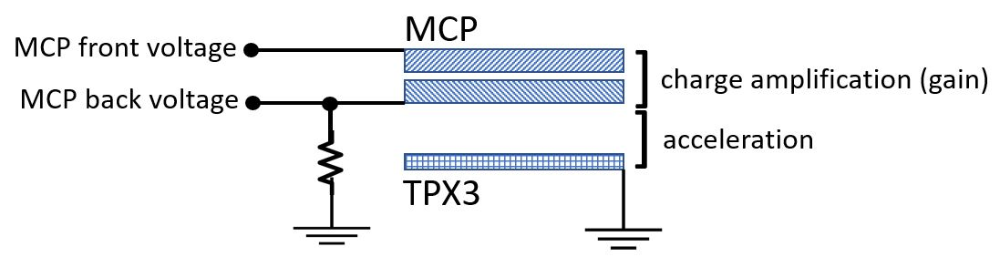 MCP
MCP front voltage
MCP back voltage
charge amplification (gain)
acceleration
TPX3